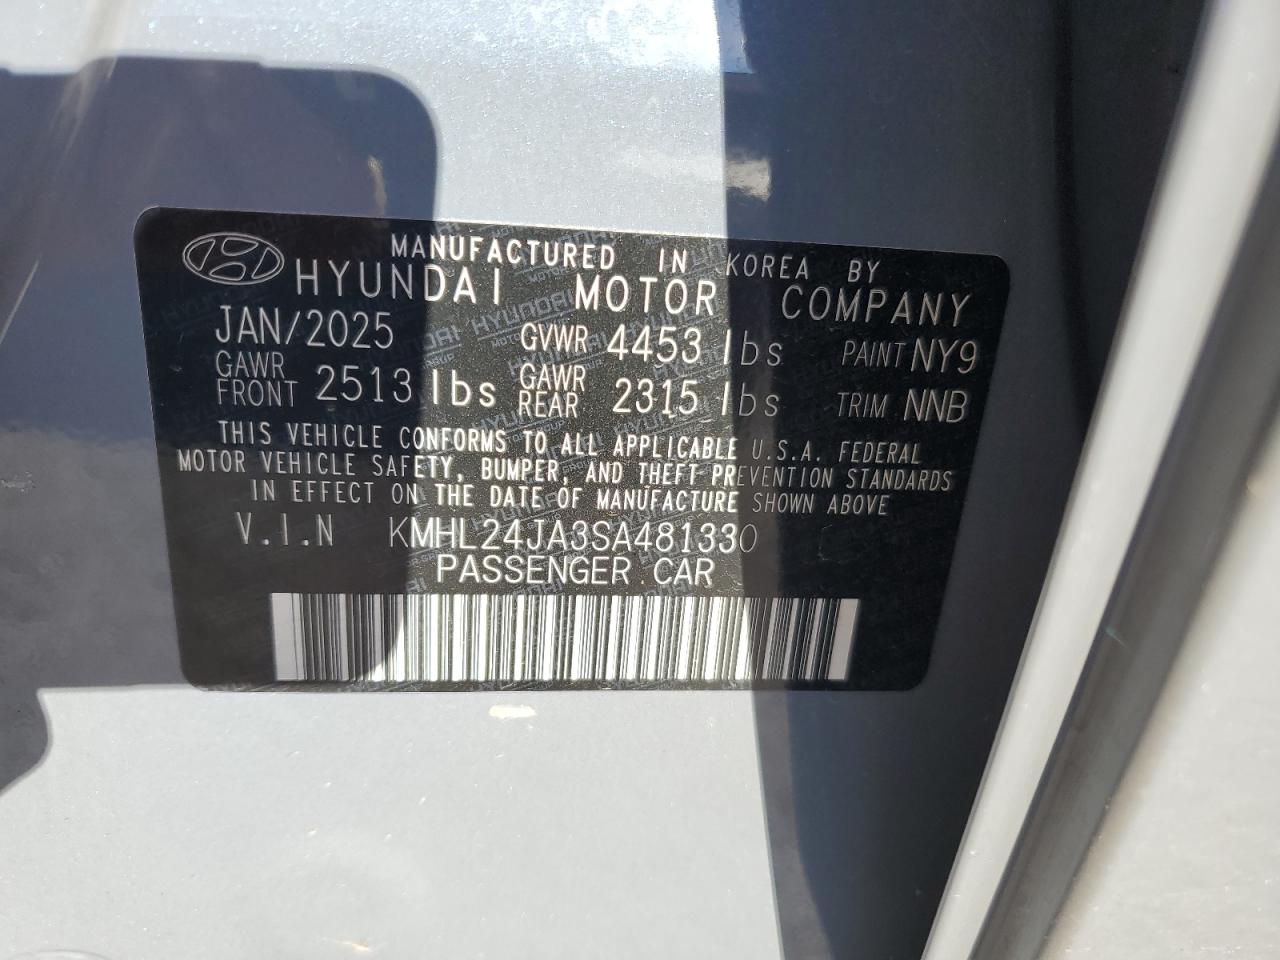 MANUFACTURED IN KOREA BY
HYUNDAI MOTOR COMPANY
JAN/2025 GVWR 4453 lbs PAINT NY9
GAWR FRONT 2513 lbs GAWR REAR 2315 lbs TRIM NNB
THIS VEHICLE CONFORMS TO ALL APPLICABLE U.S.A. FEDERAL
MOTOR VEHICLE SAFETY, BUMPER, AND THEFT PREVENTION STANDARDS
IN EFFECT ON THE DATE OF MANUFACTURE SHOWN ABOVE
V.I.N KMHL24JA3SA481330
PASSENGER CAR